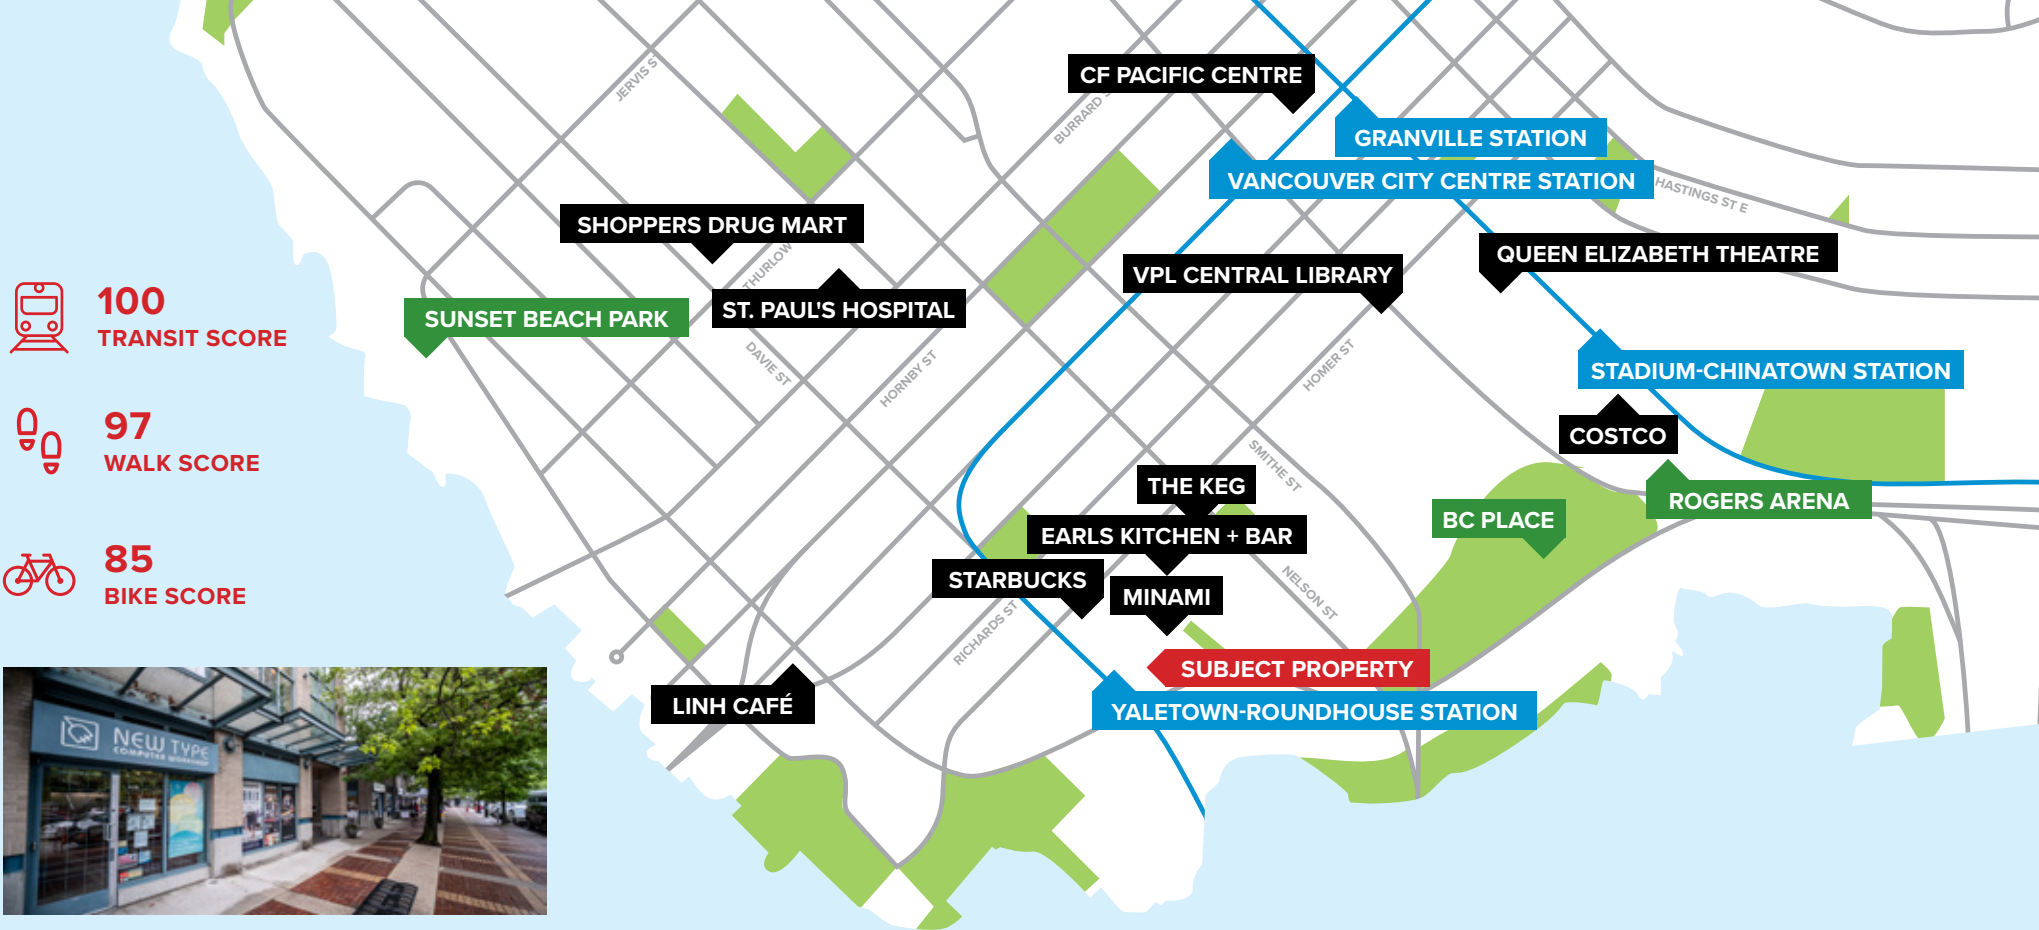 JERVIS ST
BURRARD S
CF PACIFIC CENTRE
GRANVILLE STATION
VANCOUVER CITY CENTRE STATION
HASTINGS ST E
SHOPPERS DRUG MART
THURLOW
QUEEN ELIZABETH THEATRE
VPL CENTRAL LIBRARY
ST. PAUL'S HOSPITAL
SUNSET BEACH PARK
100
TRANSIT SCORE
DAVIE ST
HORNBY ST
HOMER ST
STADIUM-CHINATOWN STATION
COSTCO
97
WALK SCORE
SMITHE ST
THE KEG
ROGERS ARENA
BC PLACE
EARLS KITCHEN + BAR
STARBUCKS
MINAMI
NELSON ST
85
BIKE SCORE
RICHARDS ST
SUBJECT PROPERTY
LINH CAFÉ
YALETOWN-ROUNDHOUSE STATION
NEW TYPE
COMPUTER WORKSHOP